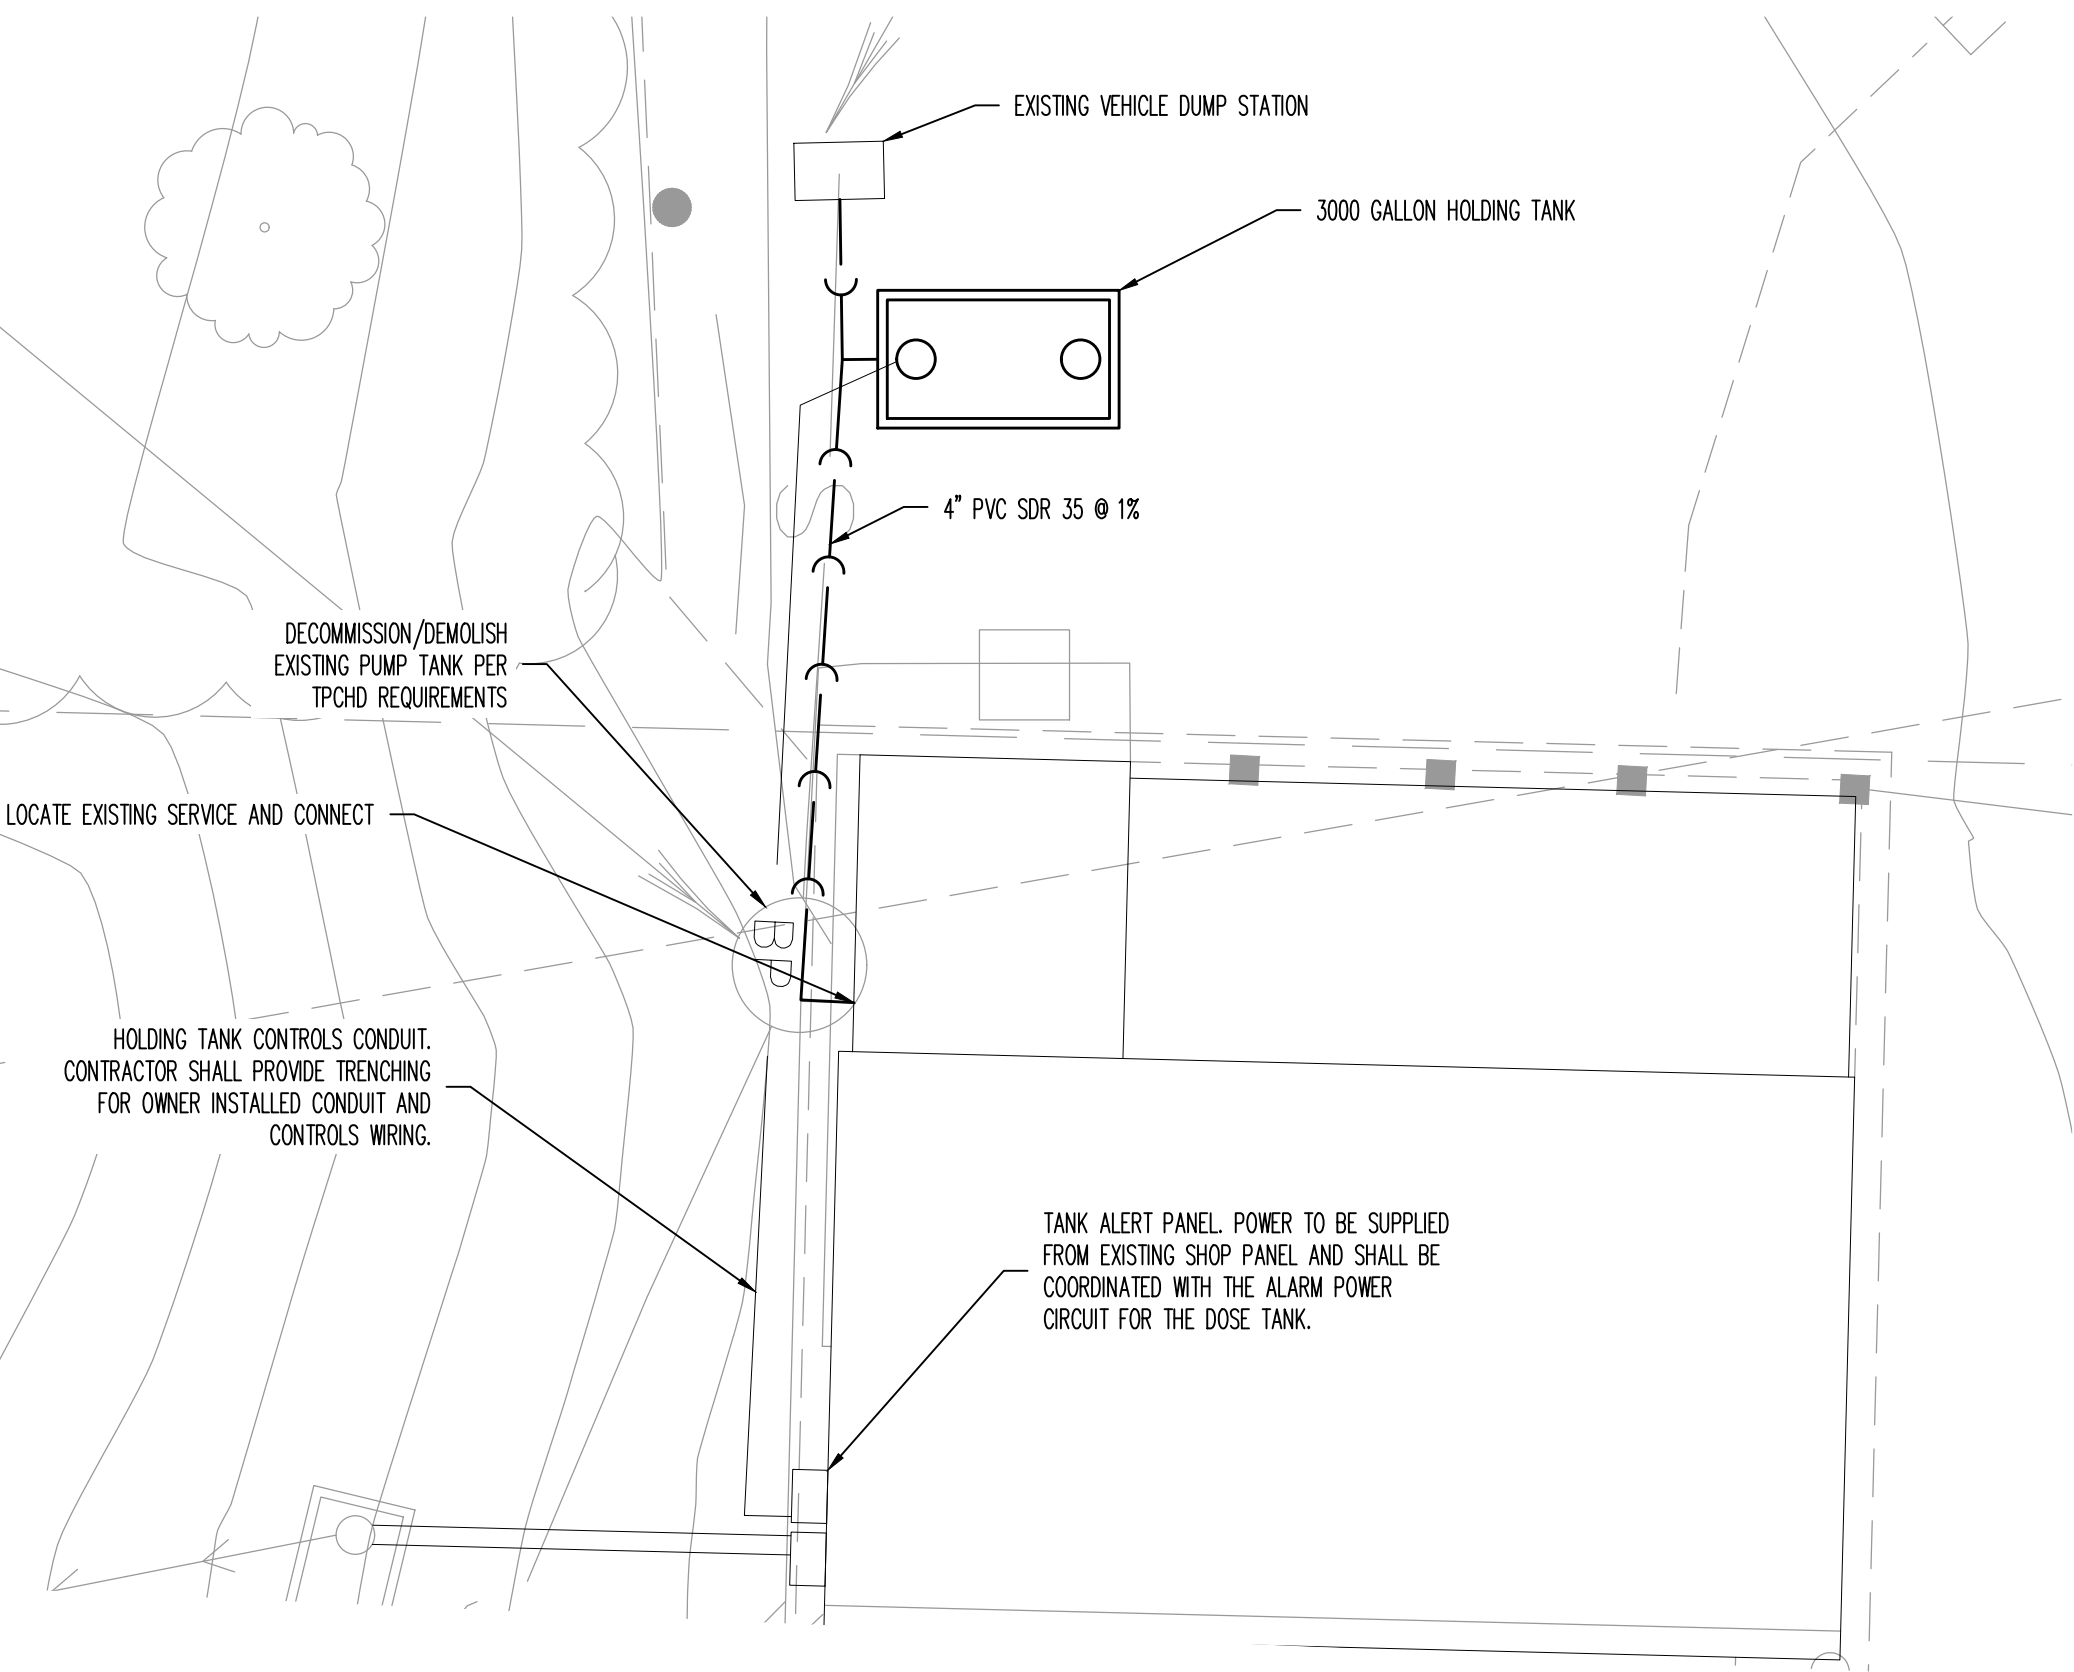 EXISTING VEHICLE DUMP STATION
3000 GALLON HOLDING TANK
4" PVC SDR 35 @ 1%
S
DECOMMISSION/DEMOLISH
EXISTING PUMP TANK PER
TPCHD REQUIREMENTS
LOCATE EXISTING SERVICE AND CONNECT
BP
HOLDING TANK CONTROLS CONDUIT.
CONTRACTOR SHALL PROVIDE TRENCHING
FOR OWNER INSTALLED CONDUIT AND
CONTROLS WIRING.
TANK ALERT PANEL. POWER TO BE SUPPLIED
FROM EXISTING SHOP PANEL AND SHALL BE
COORDINATED WITH THE ALARM POWER
CIRCUIT FOR THE DOSE TANK.